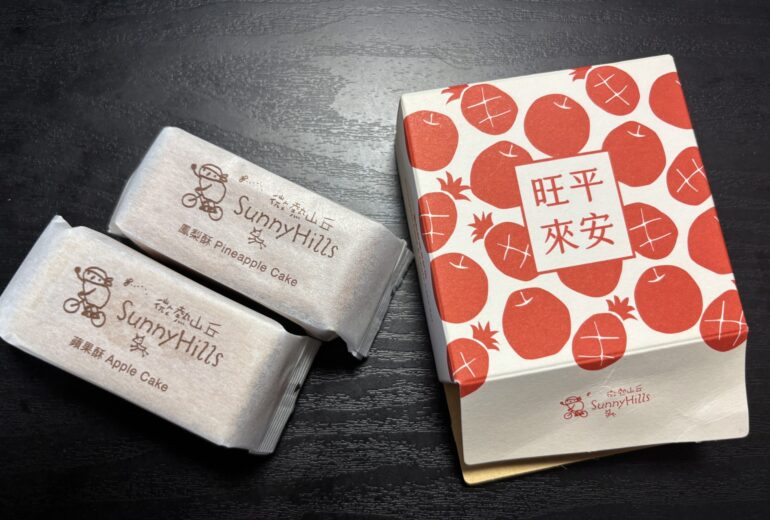 微熱山丘
SunnyHills
鳳梨酥 Pineapple Cake
微熱山丘
SunnyHills
蘋果酥 Apple Cake
平安
旺來
微熱山丘
SunnyHills